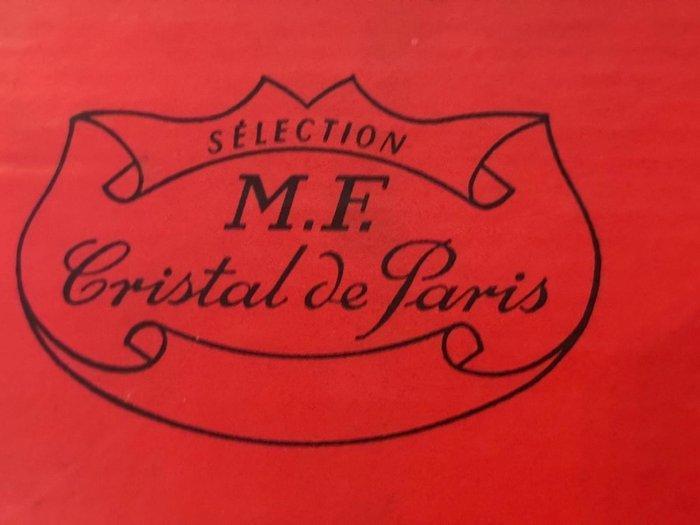 SÉLECTION
M.F.
Cristal de Paris